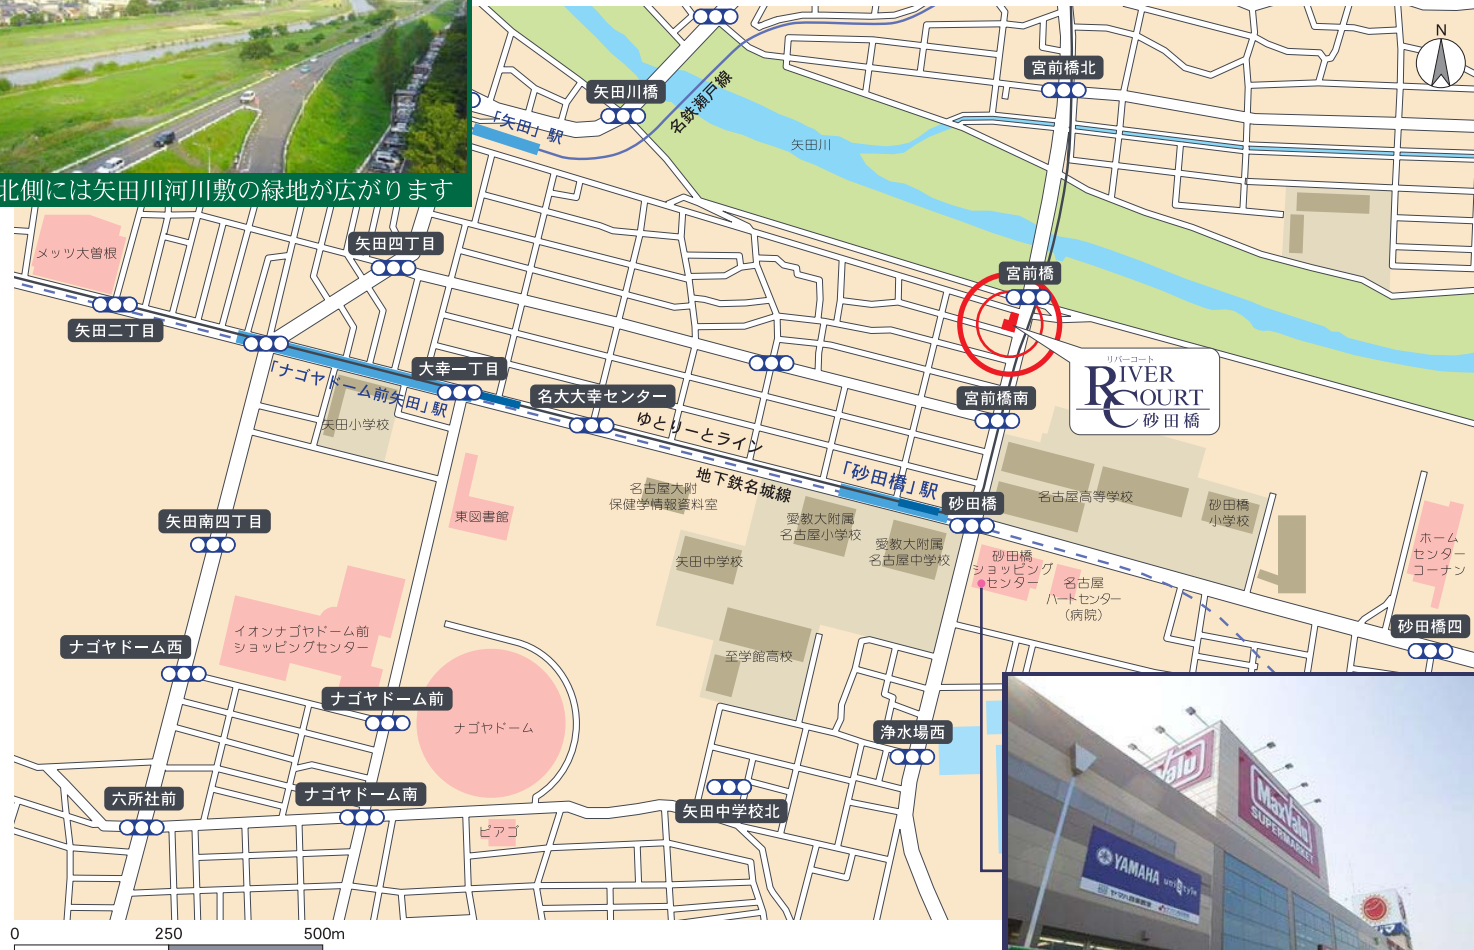 北側には矢田川河川敷の緑地が広がります
N
宮前橋北
矢田川橋
名鉄瀬戸線
「矢田」駅
矢田川
メッツ大曽根
矢田四丁目
矢田二丁目
宮前橋
リバーコート
RIVER
COURT
砂田橋
「ナゴヤドーム前矢田」駅
大幸一丁目
名大大幸センター
宮前橋南
矢田小学校
ゆとりーとライン
地下鉄名城線
「砂田橋」駅
砂田橋
名古屋大附
保健学情報資料室
東図書館
愛教大附属
名古屋小学校
愛教大附属
名古屋中学校
名古屋高等学校
砂田橋
小学校
矢田南四丁目
矢田中学校
砂田橋
ショッピング
センター
名古屋
ハートセンター
(病院)
ホーム
センター
コーナン
砂田橋四
イオンナゴヤドーム前
ショッピングセンター
ナゴヤドーム西
至学館高校
ナゴヤドーム前
ナゴヤドーム
浄水場西
六所社前
ナゴヤドーム南
矢田中学校北
ピアゴ
Valu
MaxValu
SUPERMARKET
YAMAHA unistyle
0 250 500m